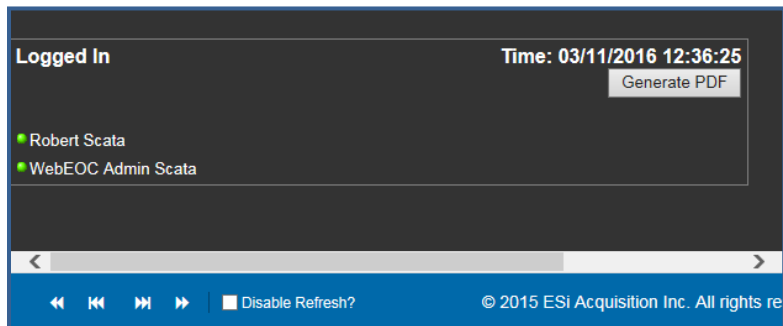 Logged In
Time: 03/11/2016 12:36:25
Generate PDF
Robert Scata
WebEOC Admin Scata
Disable Refresh?
© 2015 ESi Acquisition Inc. All rights re